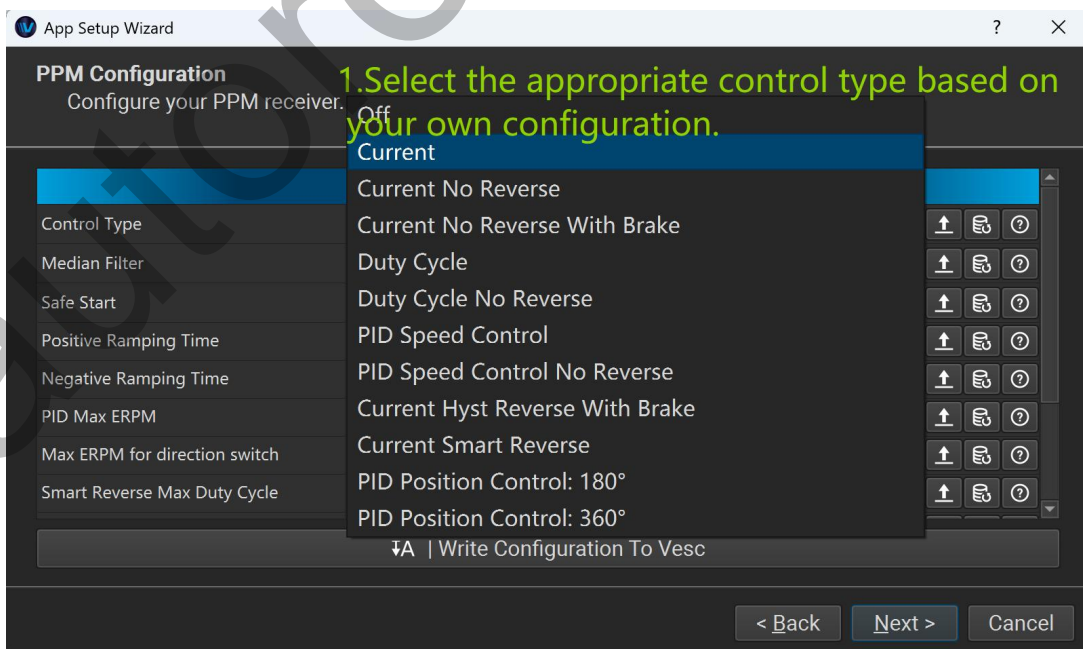 App Setup Wizard
?
PPM Configuration
Configure your PPM receiver.
1.Select the appropriate control type based on
your own configuration.
Off
Current
Current No Reverse
Control Type
Current No Reverse With Brake
Median Filter
Duty Cycle
Safe Start
Duty Cycle No Reverse
Positive Ramping Time
PID Speed Control
Negative Ramping Time
PID Speed Control No Reverse
PID Max ERPM
Current Hyst Reverse With Brake
Max ERPM for direction switch
Current Smart Reverse
Smart Reverse Max Duty Cycle
PID Position Control: 180°
PID Position Control: 360°
↧A | Write Configuration To Vesc
< Back
Next >
Cancel